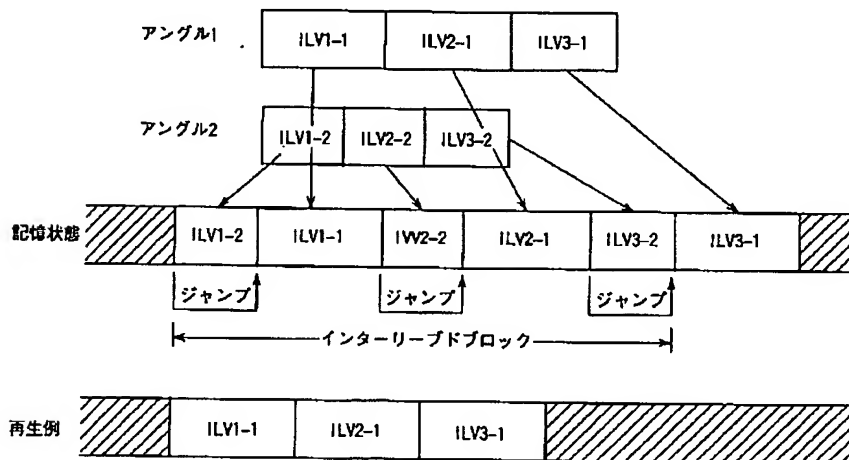 アングル1
ILV1-1 ILV2-1 ILV3-1
アングル2
ILV1-2 ILV2-2 ILV3-2
記憶状態
ILV1-2 ILV1-1 IVV2-2 ILV2-1 ILV3-2 ILV3-1
ジャンプ ジャンプ ジャンプ
インターリーブドブロック
再生例
ILV1-1 ILV2-1 ILV3-1